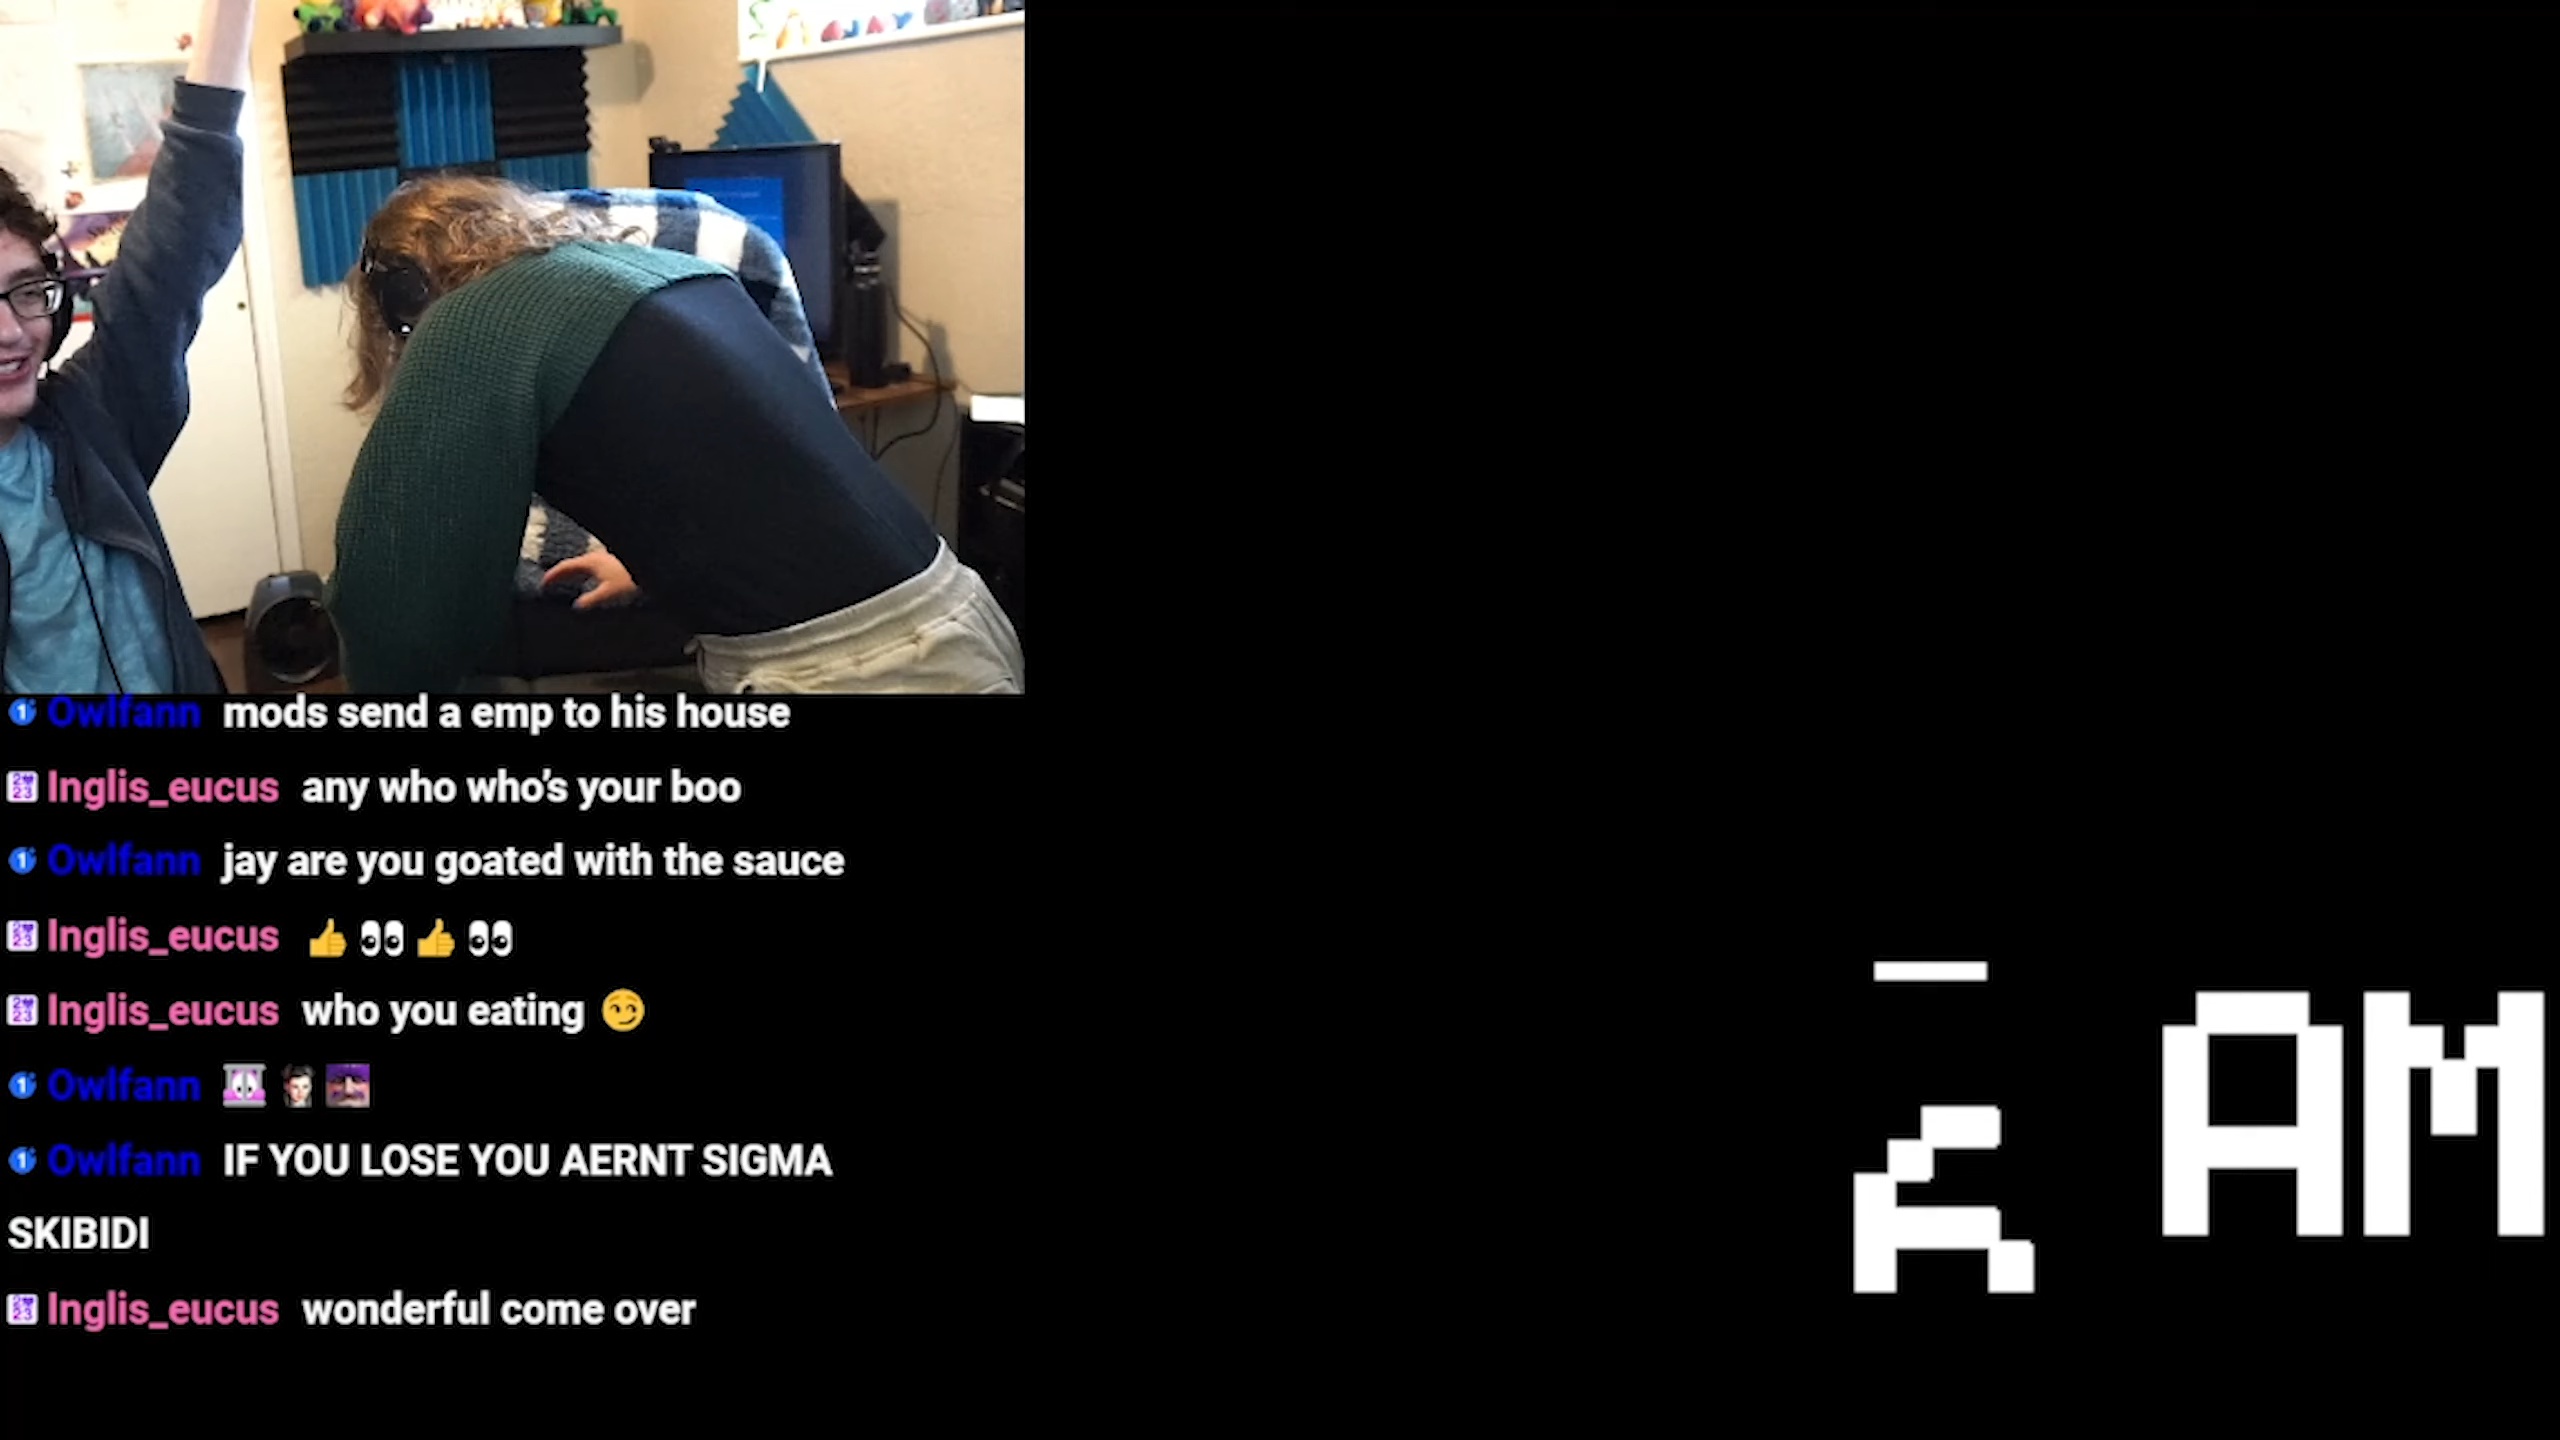 Owlfann mods send a emp to his house
Inglis_eucus any who who's your boo
Owlfann jay are you goated with the sauce
Inglis_eucus 👍👀👍👀
Inglis_eucus who you eating 😏
Owlfann
Owlfann IF YOU LOSE YOU AERNT SIGMA
SKIBIDI
Inglis_eucus wonderful come over
AM